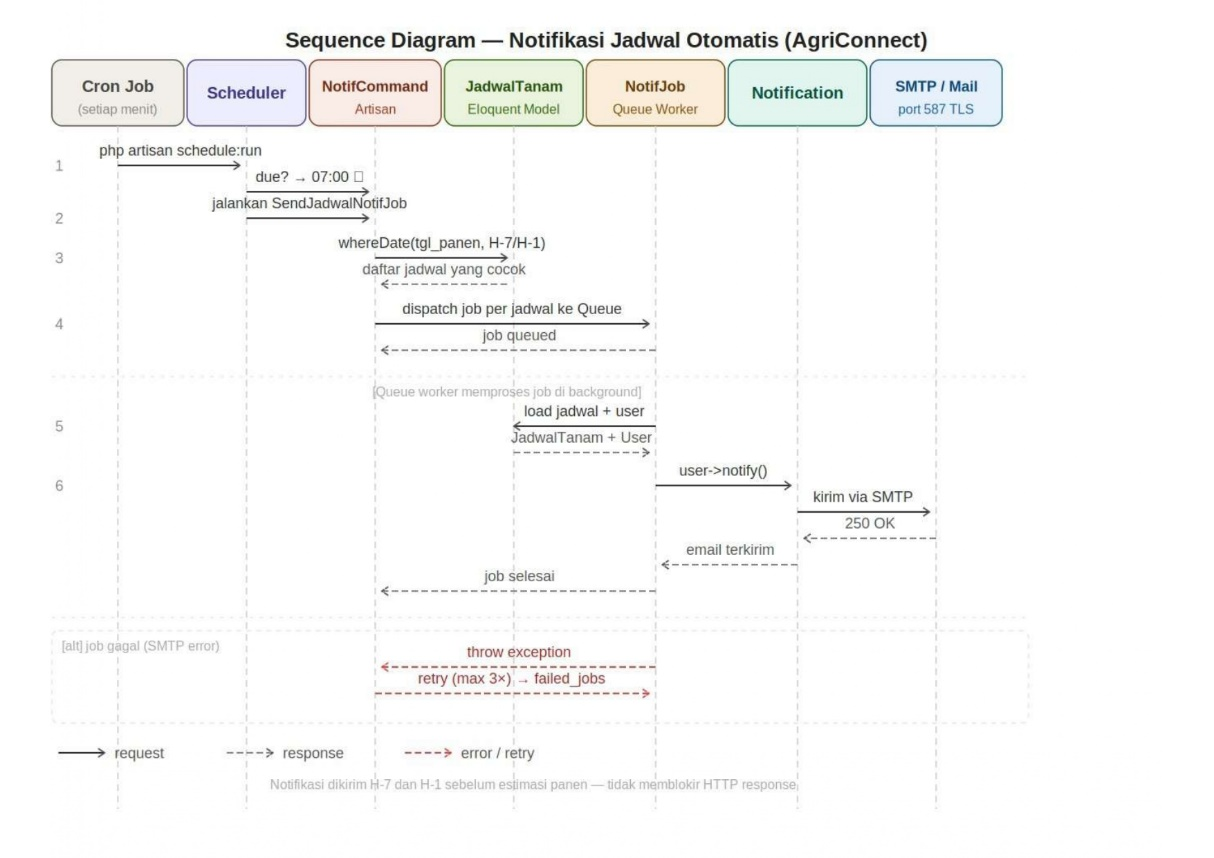 Sequence Diagram — Notifikasi Jadwal Otomatis (AgriConnect)
Cron Job
(setiap menit)
Scheduler
NotifCommand
Artisan
JadwalTanam
Eloquent Model
NotifJob
Queue Worker
Notification
SMTP / Mail
port 587 TLS
php artisan schedule:run
1
due? → 07:00
jalankan SendJadwalNotifJob
2
whereDate(tgl_panen, H-7/H-1)
3
daftar jadwal yang cocok
dispatch job per jadwal ke Queue
4
job queued
[Queue worker memproses job di background]
load jadwal + user
5
JadwalTanam + User
user->notify()
6
kirim via SMTP
250 OK
email terkirim
job selesai
[alt] job gagal (SMTP error)
throw exception
retry (max 3×) → failed_jobs
request
response
error / retry
Notifikasi dikirim H-7 dan H-1 sebelum estimasi panen — tidak memblokir HTTP response